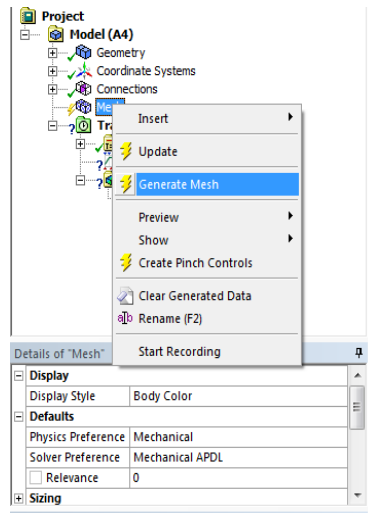 Project
Model (A4)
Geometry
Coordinate Systems
Connections
Me
Insert
Tra
Update
Generate Mesh
Preview
Show
Create Pinch Controls
Clear Generated Data
Rename (F2)
Start Recording
Details of "Mesh"
Display
Display Style Body Color
Defaults
Physics Preference Mechanical
Solver Preference Mechanical APDL
Relevance 0
Sizing